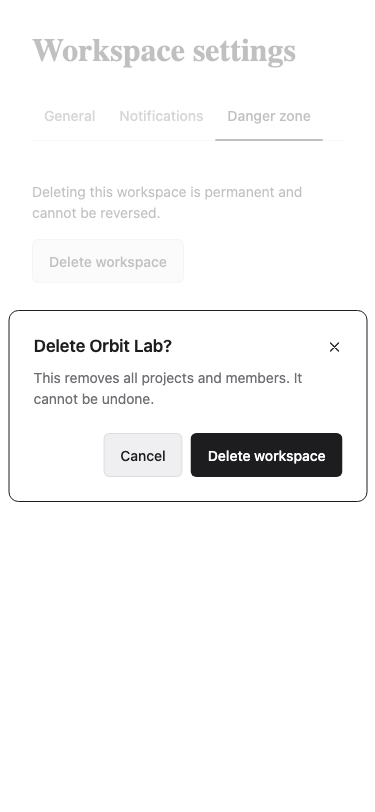 Workspace settings
General Notifications Danger zone
Deleting this workspace is permanent and
cannot be reversed.
Delete workspace
Delete Orbit Lab?
This removes all projects and members. It
cannot be undone.
Cancel Delete workspace